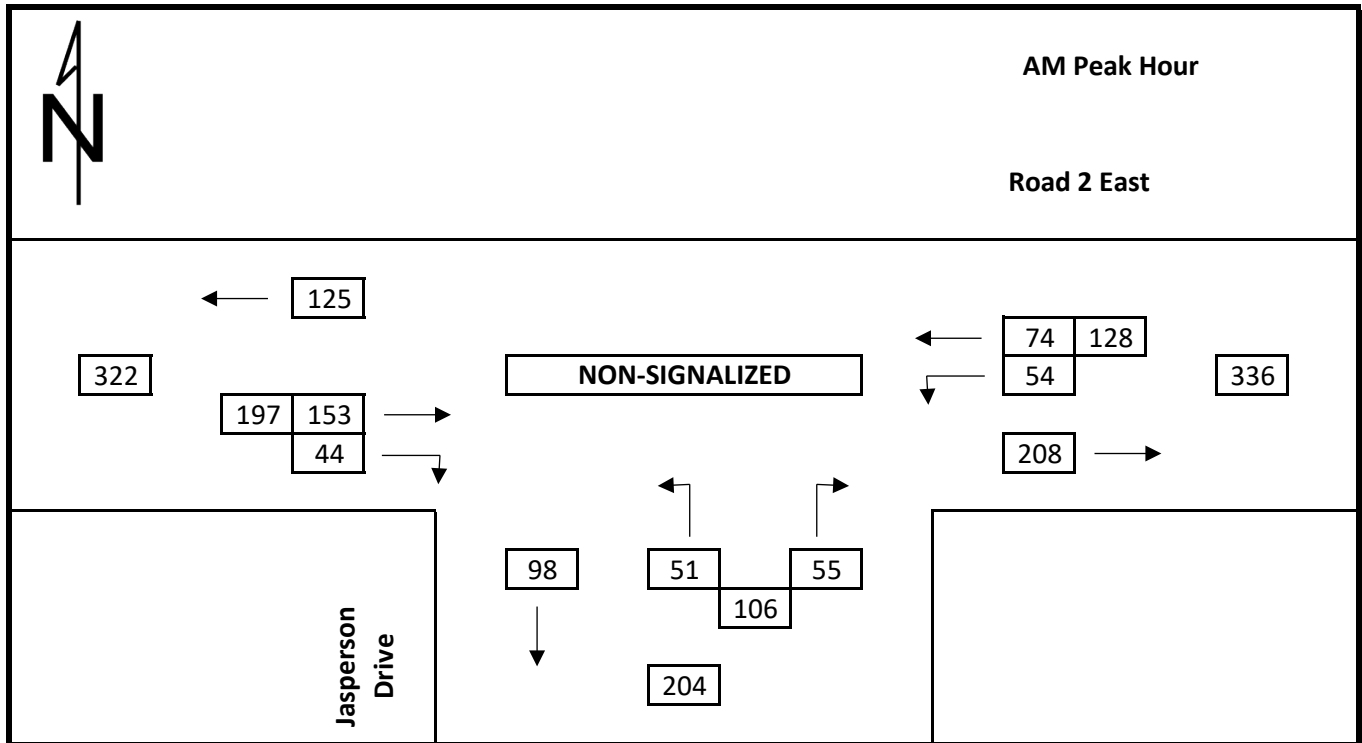 N
AM Peak Hour
Road 2 East
125
74 128
322
NON-SIGNALIZED
54
336
197 153
44
208
98
51
55
106
Jasperson
Drive
204